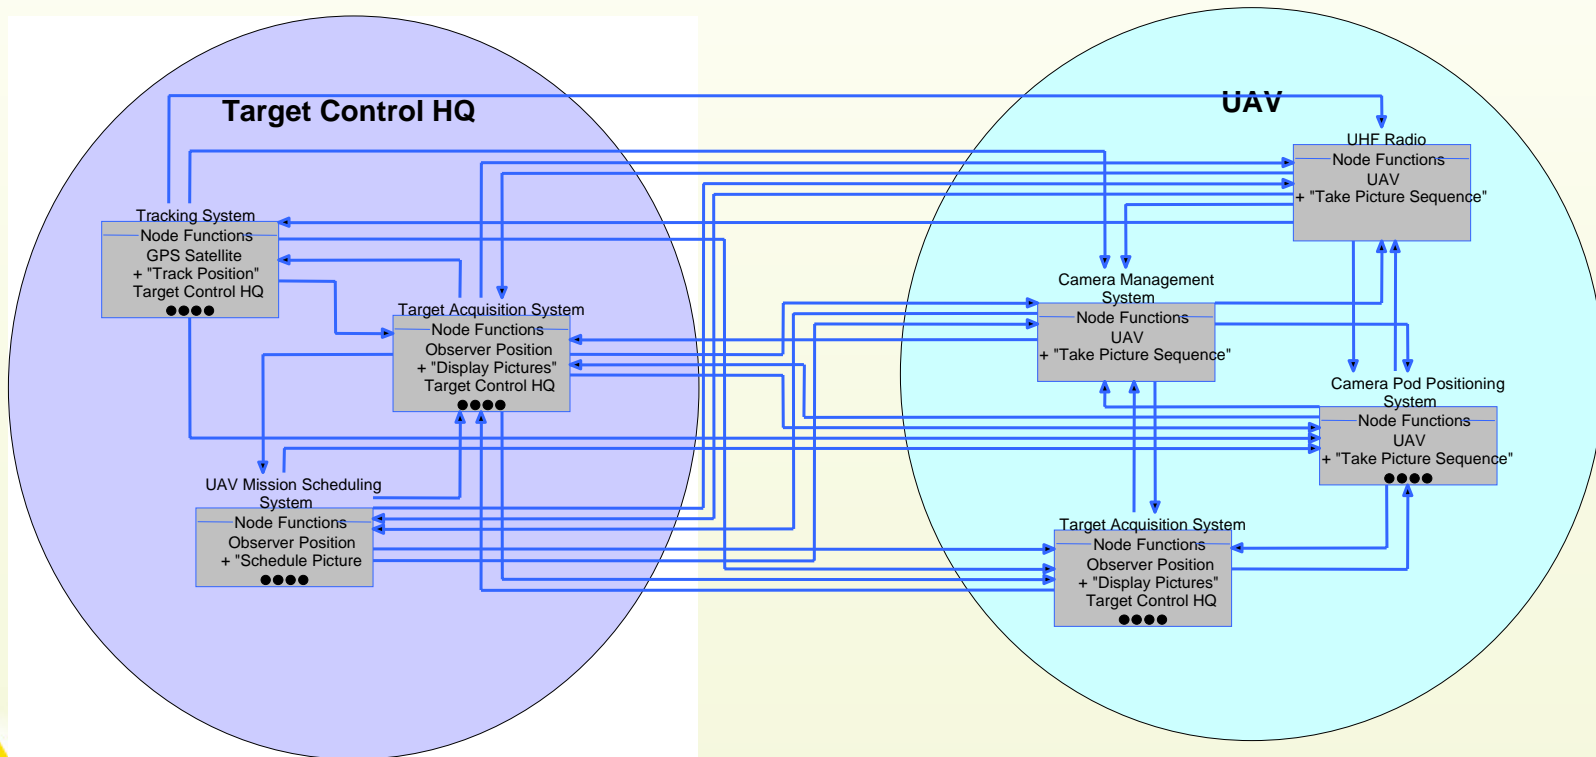 Target Control HQ
Tracking System
Node Functions
GPS Satellite
+ "Track Position"
Target Control HQ
●●●●
Target Acquisition System
Node Functions
Observer Position
+ "Display Pictures"
Target Control HQ
●●●●
UAV Mission Scheduling
System
Node Functions
Observer Position
+ "Schedule Picture
●●●●
UAV
UHF Radio
Node Functions
UAV
+ "Take Picture Sequence"
Camera Management
System
Node Functions
UAV
+ "Take Picture Sequence"
Camera Pod Positioning
System
Node Functions
UAV
+ "Take Picture Sequence"
●●●●
Target Acquisition System
Node Functions
Observer Position
+ "Display Pictures"
Target Control HQ
●●●●